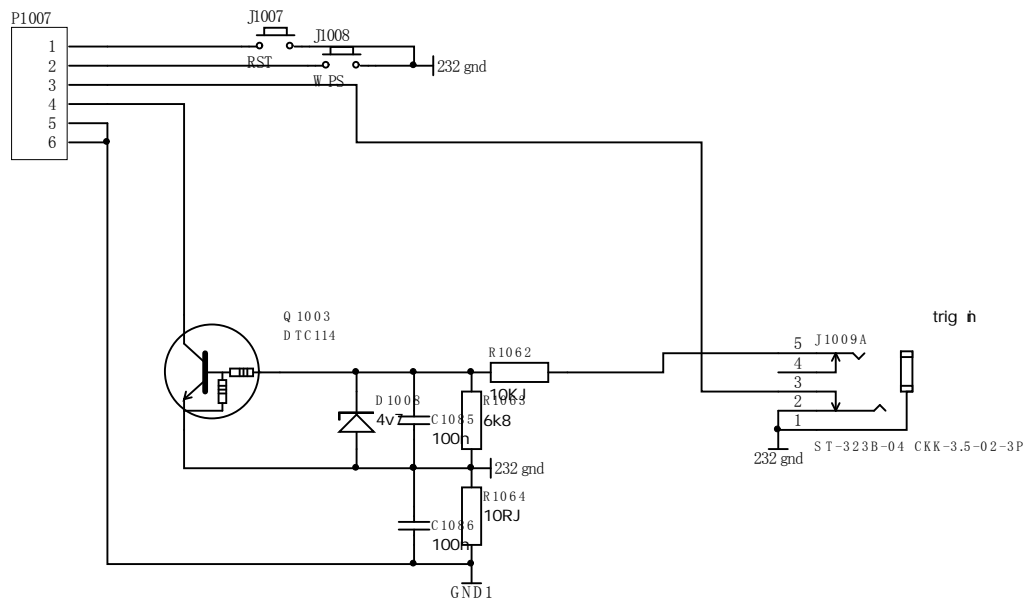 P1007
J1007
1
J1008
2
232 gnd
RST
3
WPS
4
5
6
Q1003
DTC114
trig in
R1062
5
J1009A
4
10KJ
3
D1008
R1063
4v7
C1085
6k8
2
100n
1
ST-323B-04 CKK-3.5-02-3P
232 gnd
232 gnd
R1064
10RJ
C1086
100n
GND1